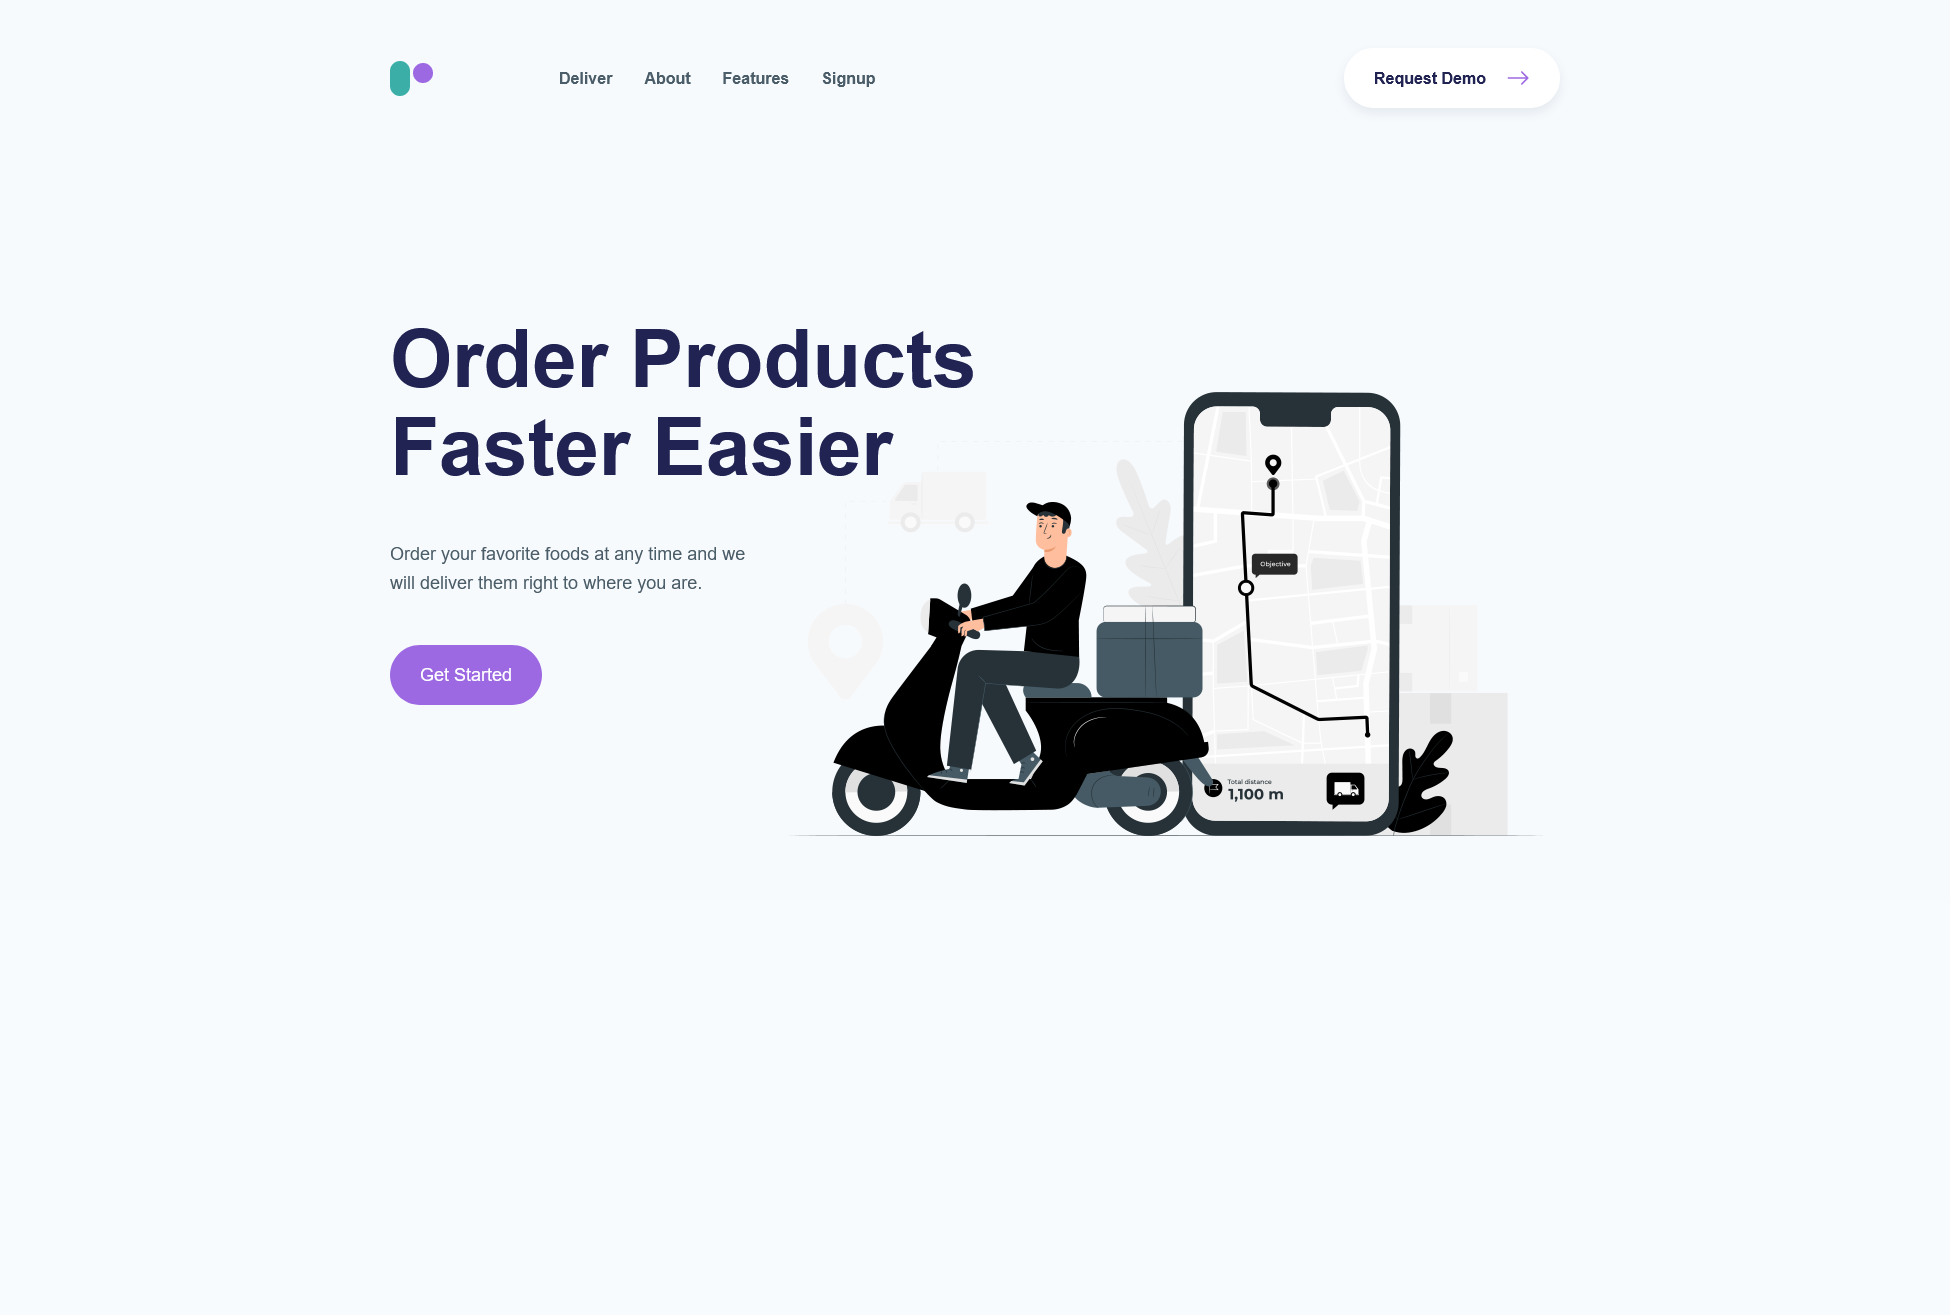 Deliver About Features Signup Request Demo
Order Products
Faster Easier
Order your favorite foods at any time and we
will deliver them right to where you are.
Get Started
Objective
Total distance
1,100 m